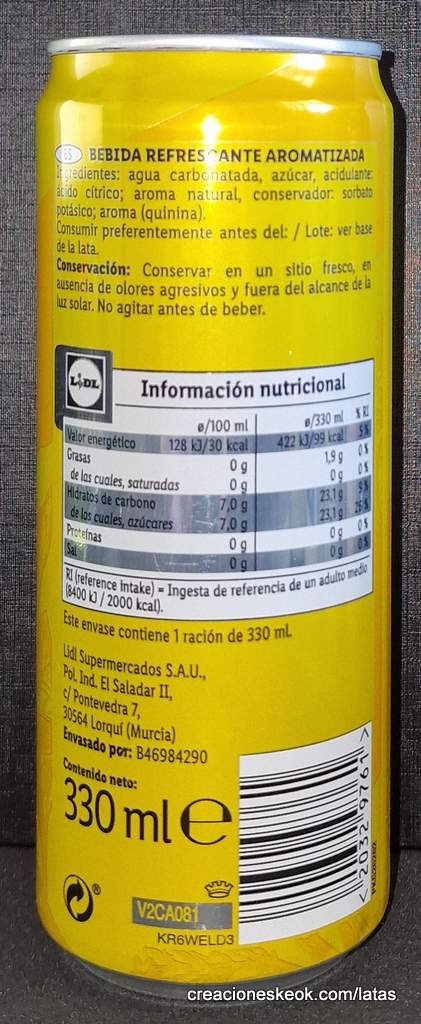 ES BEBIDA REFRESCANTE AROMATIZADA
Ingredientes: agua carbonatada, azúcar, acidulante:
ácido cítrico; aroma natural, conservador: sorbato
potásico; aroma (quinina).
Consumir preferentemente antes del: / Lote: ver base
de la lata.
Conservación: Conservar en un sitio fresco, en
ausencia de olores agresivos y fuera del alcance de la
luz solar. No agitar antes de beber.
LIDL
Información nutricional
ø/100 ml ø/330 ml % RI
Valor energético 128 kJ/30 kcal 422 kJ/99 kcal 5%
Grasas 0 g 1,9 g 0%
de las cuales, saturadas 0 g 0 g 0%
Hidratos de carbono 7,0 g 23,1 g 9%
de los cuales, azúcares 7,0 g 23,1 g 26%
Proteínas 0 g 0 g 0%
Sal 0 g 0 g 0%
RI (reference intake) = Ingesta de referencia de un adulto medio
(8400 kJ / 2000 kcal).
Este envase contiene 1 ración de 330 ml.
Lidl Supermercados S.A.U.,
Pol. Ind. El Saladar II,
c/ Pontevedra 7,
30564 Lorquí (Murcia)
Envasado por: B46984290
Contenido neto:
330 ml e
®
V2CA081
KR6WELD3
< 2032 9761 >
creacioneskeok.com/latas